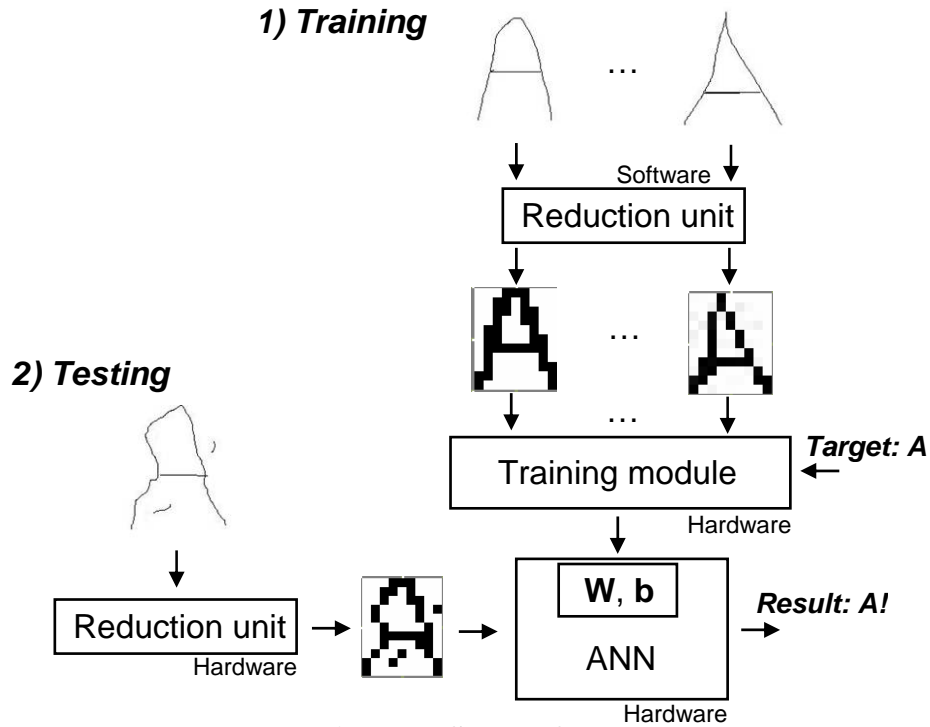 1) Training
...
Software
Reduction unit
...
2) Testing
...
Target: A
Training module
Hardware
W, b
Result: A!
Reduction unit
ANN
Hardware
Hardware